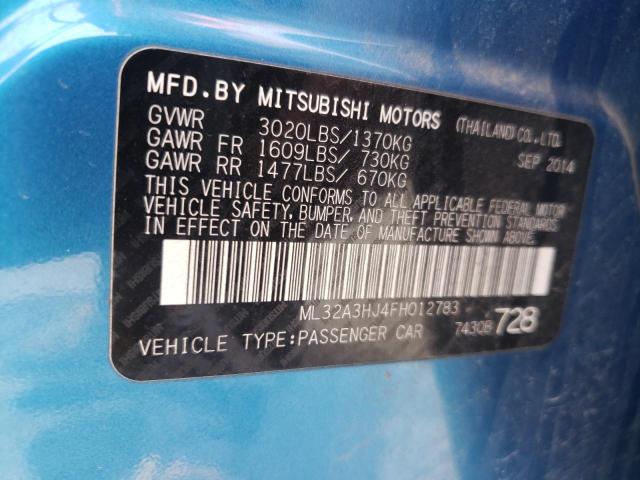 MFD.BY MITSUBISHI MOTORS (THAILAND) CO., LTD.
GVWR 3020LBS/1370KG SEP 2014
GAWR FR 1609LBS/ 730KG
GAWR RR 1477LBS/ 670KG
THIS VEHICLE CONFORMS TO ALL APPLICABLE FEDERAL MOTOR
VEHICLE SAFETY, BUMPER, AND THEFT PREVENTION STANDARDS
IN EFFECT ON THE DATE OF MANUFACTURE SHOWN ABOVE.
ML32A3HJ4FH012783
VEHICLE TYPE:PASSENGER CAR 743QB 728